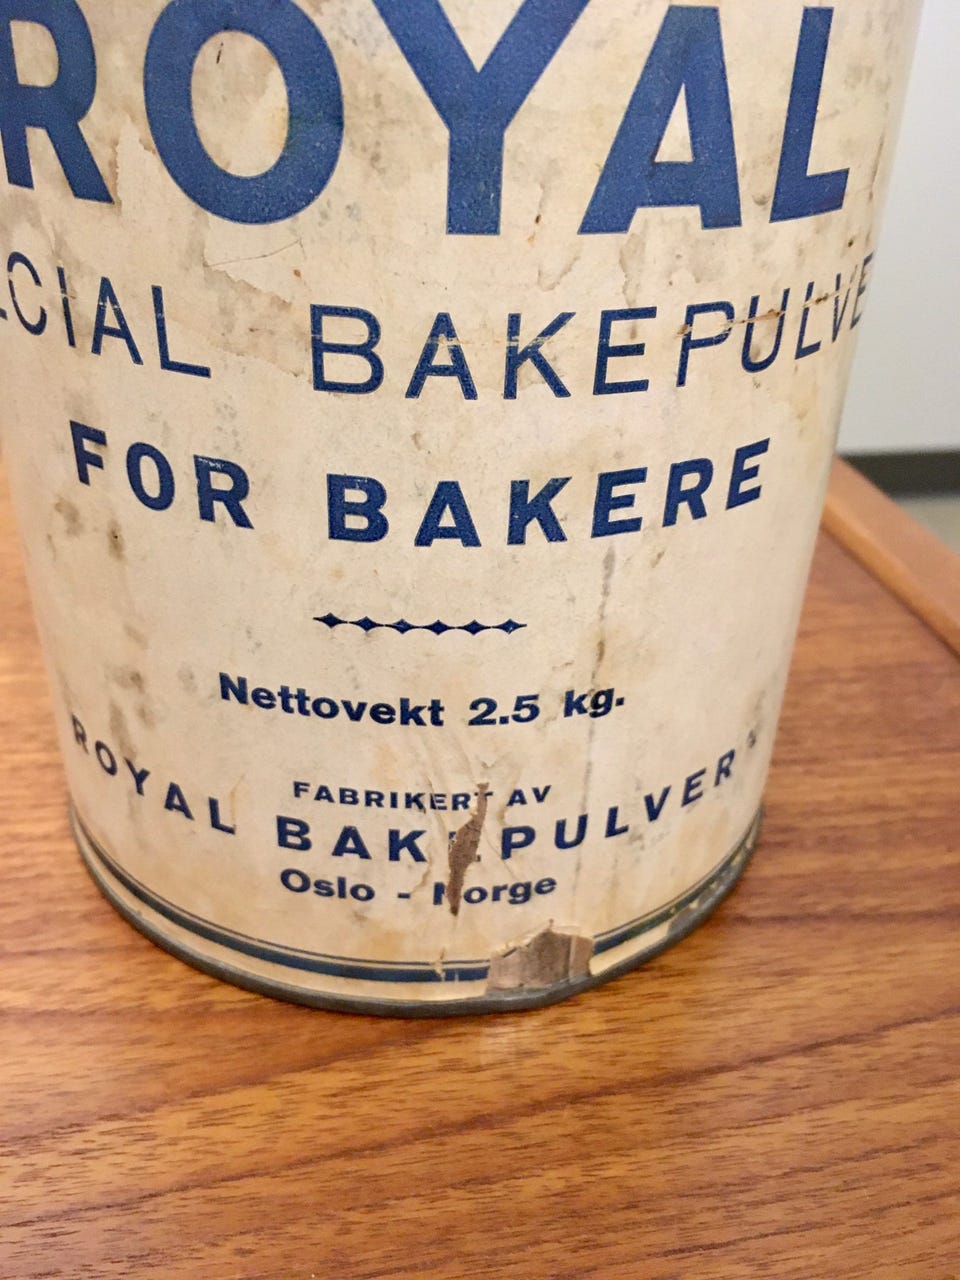 ROYAL
CIAL BAKEPULVE
FOR BAKERE
Nettovekt 2.5 kg.
FABRIKERT AV
ROYAL BAKEPULVER
Oslo - Norge